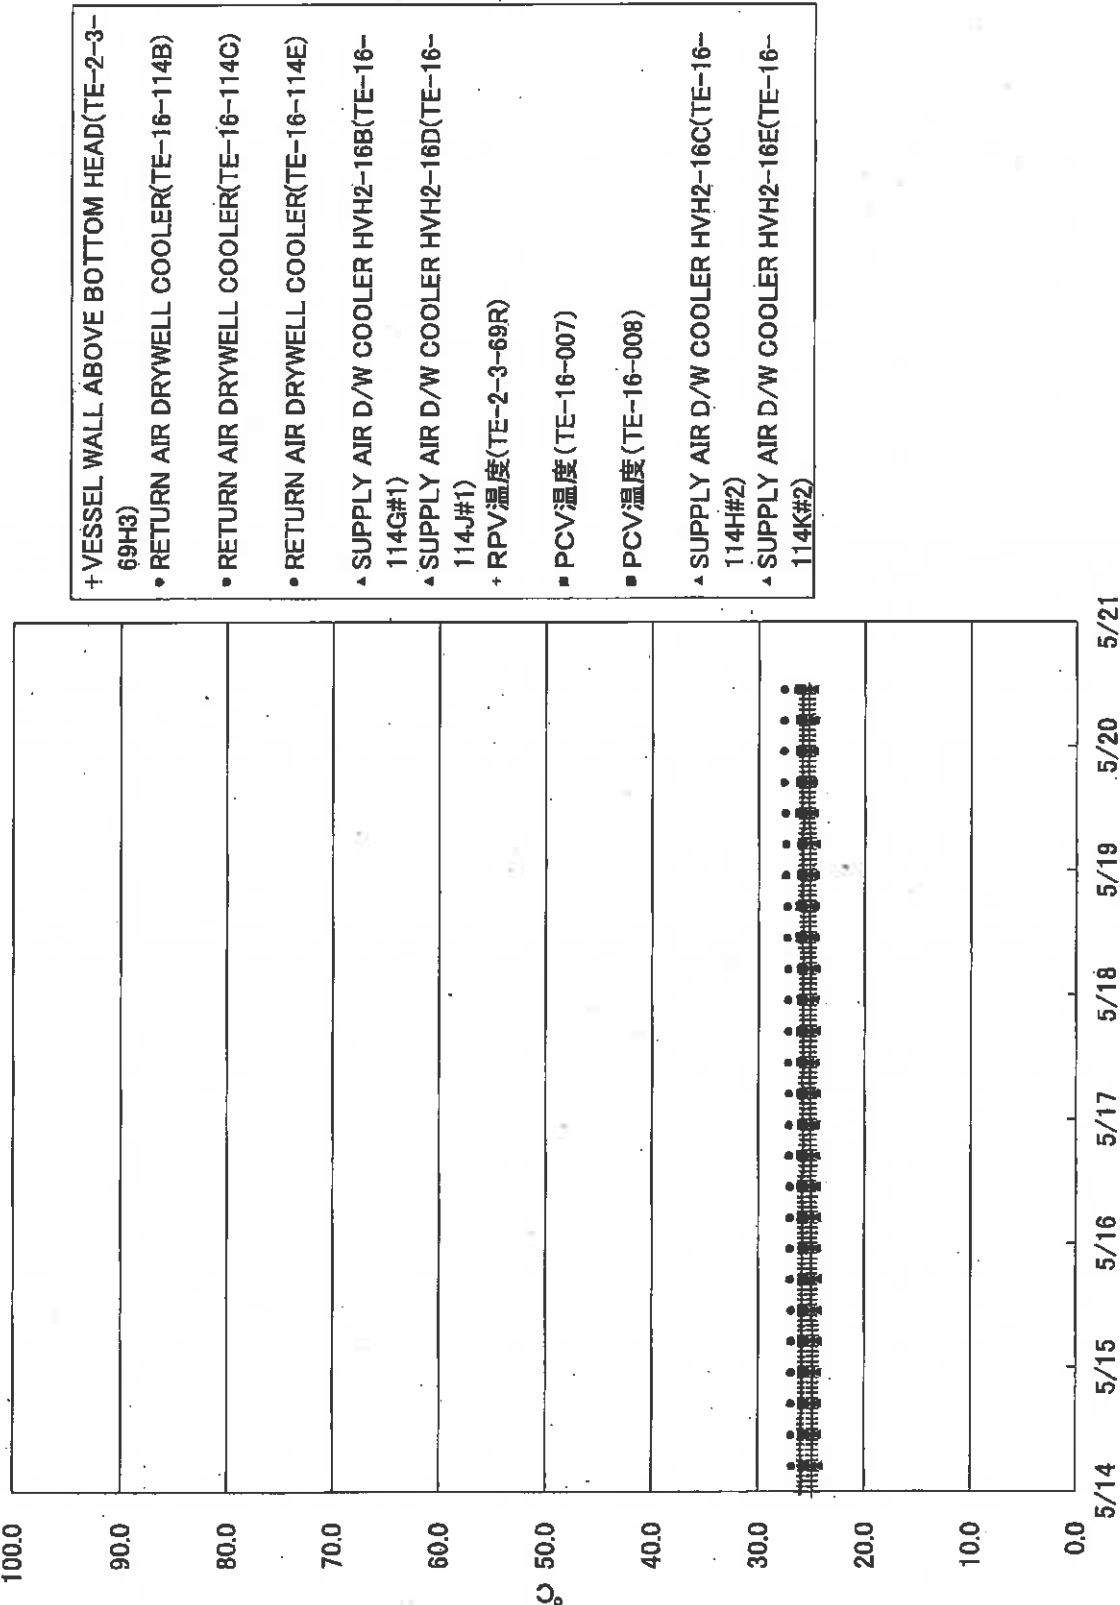 100.0
90.0
80.0
70.0
60.0
50.0
40.0
30.0
20.0
10.0
0.0
℃
5/14
5/15
5/16
5/17
5/18
5/19
5/20
5/21
+ VESSEL WALL ABOVE BOTTOM HEAD(TE-2-3-
69H3)
● RETURN AIR DRYWELL COOLER(TE-16-114B)
● RETURN AIR DRYWELL COOLER(TE-16-114C)
● RETURN AIR DRYWELL COOLER(TE-16-114E)
▲ SUPPLY AIR D/W COOLER HVH2-16B(TE-16-
114G#1)
▲ SUPPLY AIR D/W COOLER HVH2-16D(TE-16-
114J#1)
+ RPV温度(TE-2-3-69R)
■ PCV温度(TE-16-007)
■ PCV温度(TE-16-008)
▲ SUPPLY AIR D/W COOLER HVH2-16C(TE-16-
114H#2)
▲ SUPPLY AIR D/W COOLER HVH2-16E(TE-16-
114K#2)